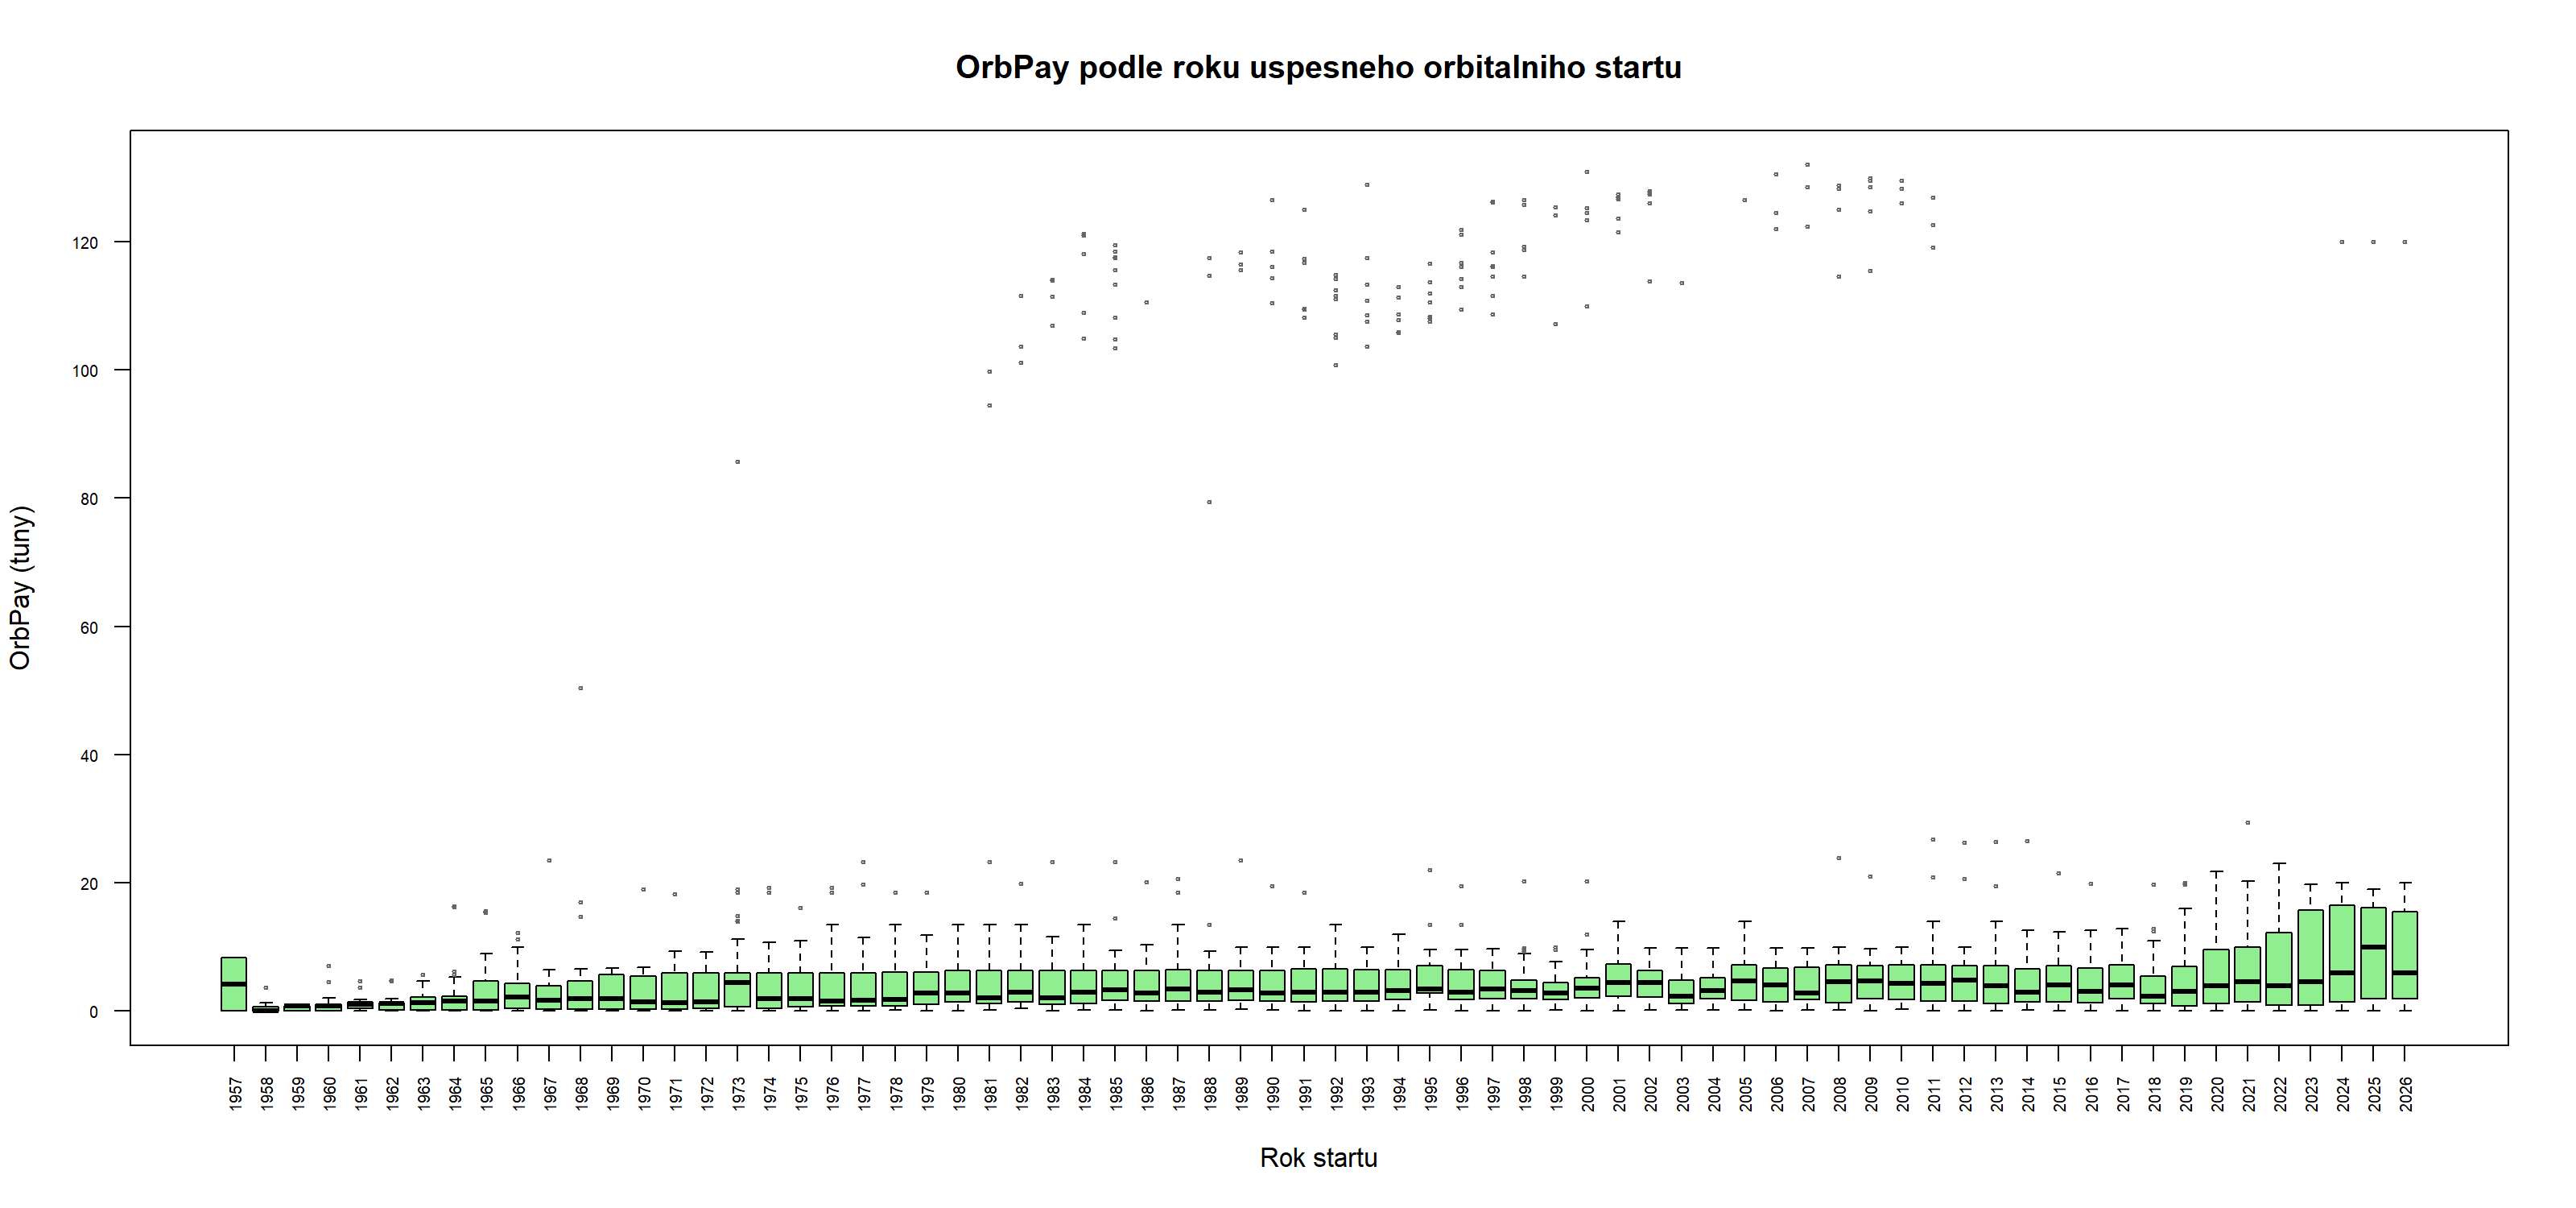 OrbPay podle roku uspesneho orbitalniho startu
OrbPay (tuny)
120
100
80
60
40
20
0
1957 1958 1959 1960 1961 1962 1963 1964 1965 1966 1967 1968 1969 1970 1971 1972 1973 1974 1975 1976 1977 1978 1979 1980 1981 1982 1983 1984 1985 1986 1987 1988 1989 1990 1991 1992 1993 1994 1995 1996 1997 1998 1999 2000 2001 2002 2003 2004 2005 2006 2007 2008 2009 2010 2011 2012 2013 2014 2015 2016 2017 2018 2019 2020 2021 2022 2023 2024 2025 2026
Rok startu